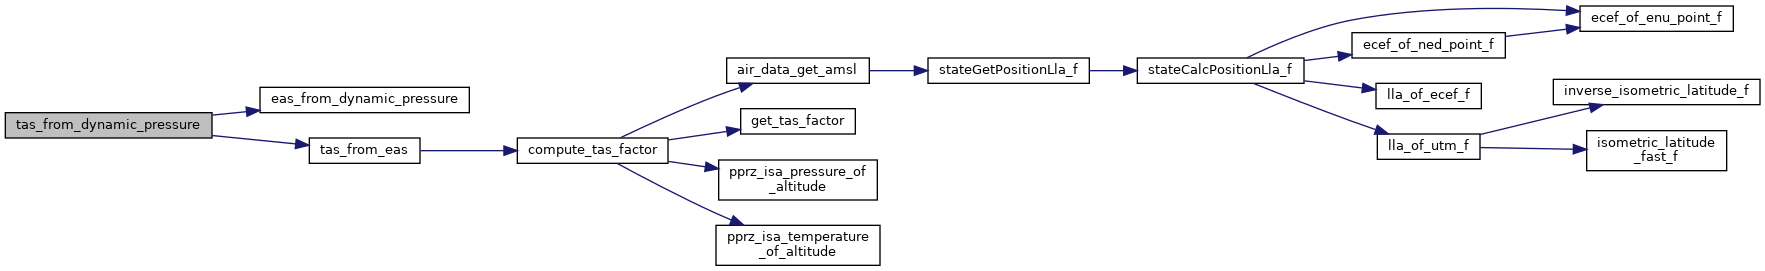 tas_from_dynamic_pressure
eas_from_dynamic_pressure
tas_from_eas
compute_tas_factor
air_data_get_amsl
get_tas_factor
pprz_isa_pressure_of
_altitude
pprz_isa_temperature
_of_altitude
stateGetPositionLla_f
stateCalcPositionLla_f
ecef_of_enu_point_f
ecef_of_ned_point_f
lla_of_ecef_f
lla_of_utm_f
inverse_isometric_latitude_f
isometric_latitude
_fast_f